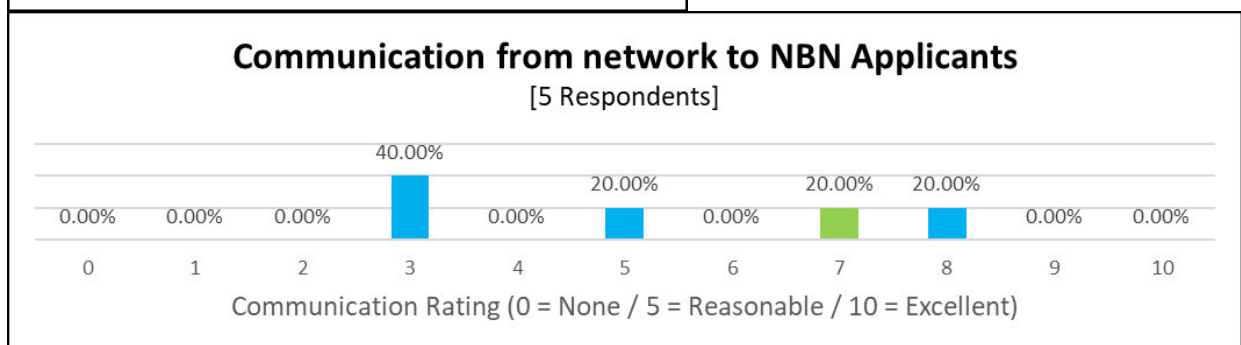 Communication from network to NBN Applicants
[5 Respondents]
40.00%
20.00% 20.00% 20.00%
0.00% 0.00% 0.00% 0.00% 0.00% 0.00% 0.00%
0 1 2 3 4 5 6 7 8 9 10
Communication Rating (0 = None / 5 = Reasonable / 10 = Excellent)